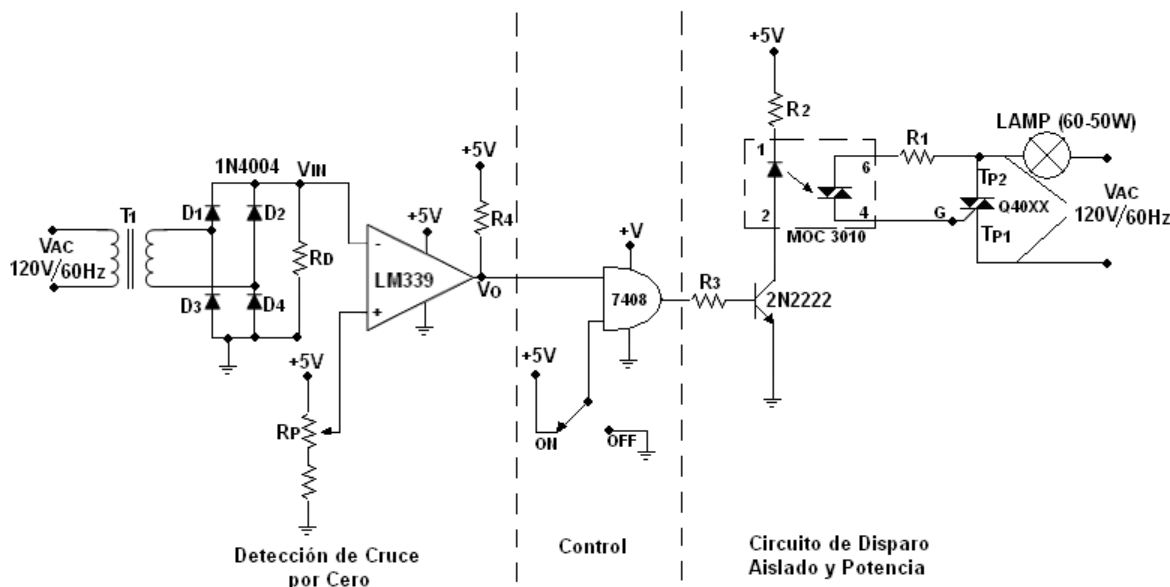 1N4004
VIN
T1
D1
D2
VAC
120V/60Hz
D3
D4
RD
+5V
RP
+5V
R4
+5V
-
LM339
+
VO
+V
7408
+5V
ON
OFF
+5V
R2
R3
2N2222
1
2
6
4
MOC 3010
R1
G
LAMP (60-50W)
TP2
Q40XX
TP1
VAC
120V/60Hz
Detección de Cruce
por Cero
Control
Circuito de Disparo
Aislado y Potencia